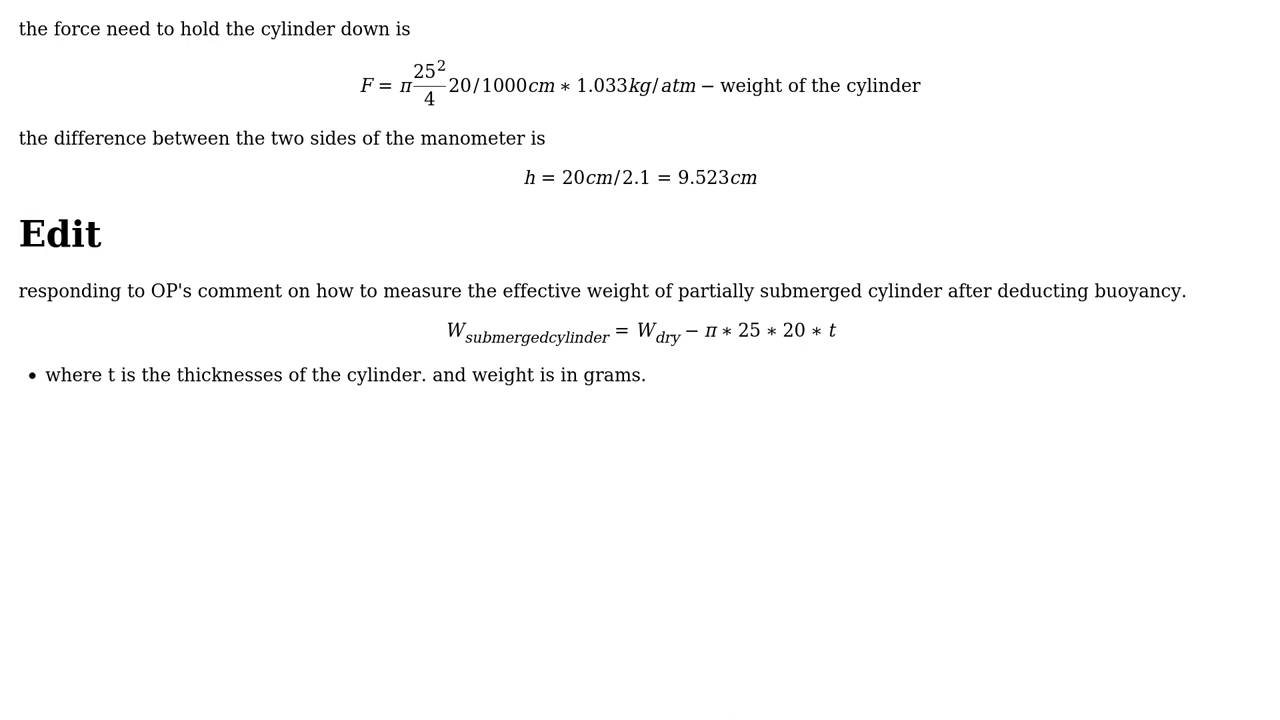 the force need to hold the cylinder down is
F = π 25²/4 20/1000cm ∗ 1.033kg/atm − weight of the cylinder
the difference between the two sides of the manometer is
h = 20cm/2.1 = 9.523cm
Edit
responding to OP's comment on how to measure the effective weight of partially submerged cylinder after deducting buoyancy.
W_submergedcylinder = W_dry − π ∗ 25 ∗ 20 ∗ t
• where t is the thicknesses of the cylinder. and weight is in grams.